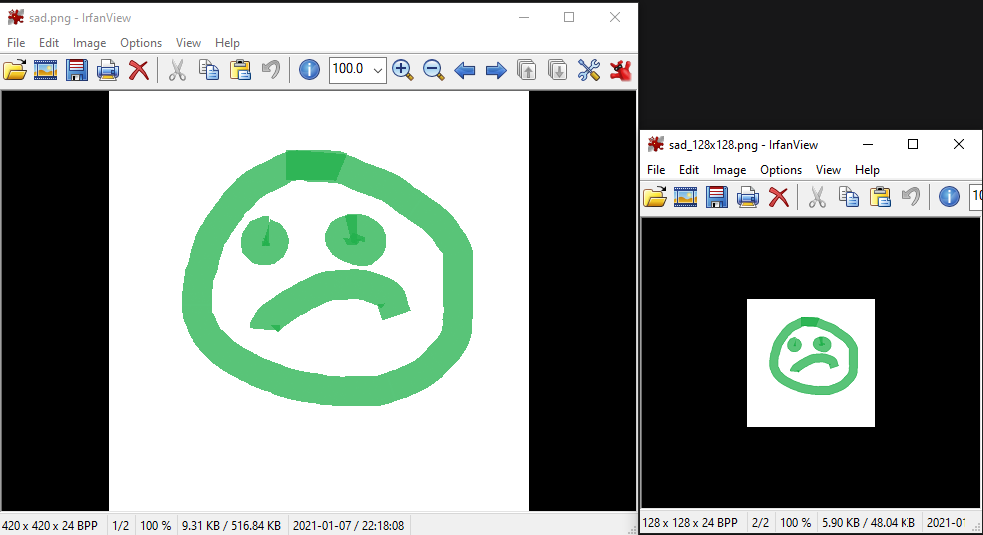 sad.png - IrfanView
File Edit Image Options View Help
100.0
420 x 420 x 24 BPP 1/2 100 % 9.31 KB / 516.84 KB 2021-01-07 / 22:18:08
sad_128x128.png - IrfanView
File Edit Image Options View Help
10
128 x 128 x 24 BPP 2/2 100 % 5.90 KB / 48.04 KB 2021-01